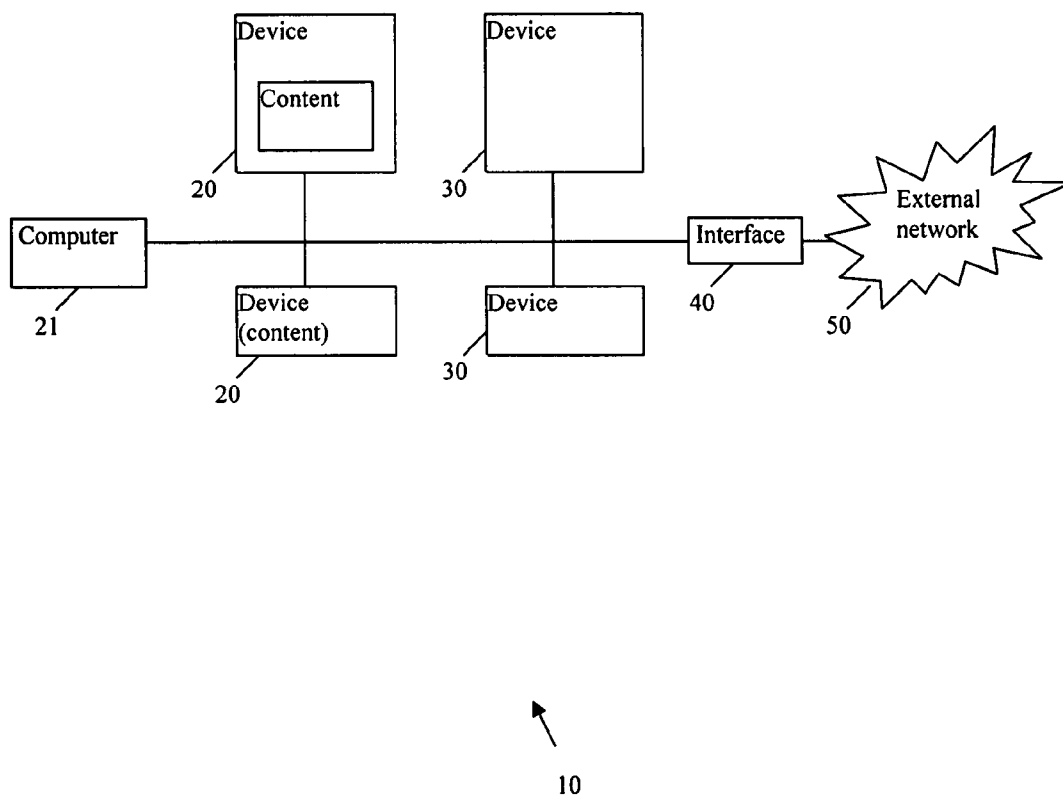 Device
Content
20
Device
30
Computer
21
Device
(content)
20
Device
30
Interface
40
External
network
50
10